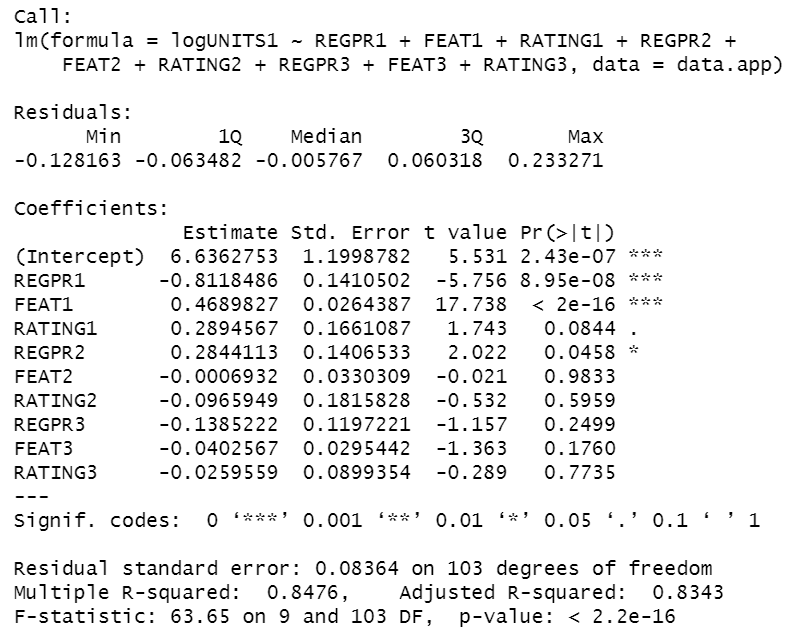 Call:
lm(formula = logUNITS1 ~ REGPR1 + FEAT1 + RATING1 + REGPR2 +
    FEAT2 + RATING2 + REGPR3 + FEAT3 + RATING3, data = data.app)

Residuals:
      Min        1Q    Median        3Q       Max
-0.128163 -0.063482 -0.005767  0.060318  0.233271

Coefficients:
              Estimate Std. Error t value Pr(>|t|)
(Intercept)  6.6362753  1.1998782   5.531 2.43e-07 ***
REGPR1      -0.8118486  0.1410502  -5.756 8.95e-08 ***
FEAT1        0.4689827  0.0264387  17.738  < 2e-16 ***
RATING1      0.2894567  0.1661087   1.743   0.0844 .
REGPR2       0.2844113  0.1406533   2.022   0.0458 *
FEAT2       -0.0006932  0.0330309  -0.021   0.9833
RATING2     -0.0965949  0.1815828  -0.532   0.5959
REGPR3      -0.1385222  0.1197221  -1.157   0.2499
FEAT3       -0.0402567  0.0295442  -1.363   0.1760
RATING3     -0.0259559  0.0899354  -0.289   0.7735
---
Signif. codes:  0 ‘***’ 0.001 ‘**’ 0.01 ‘*’ 0.05 ‘.’ 0.1 ‘ ’ 1

Residual standard error: 0.08364 on 103 degrees of freedom
Multiple R-squared:  0.8476,    Adjusted R-squared:  0.8343
F-statistic: 63.65 on 9 and 103 DF,  p-value: < 2.2e-16